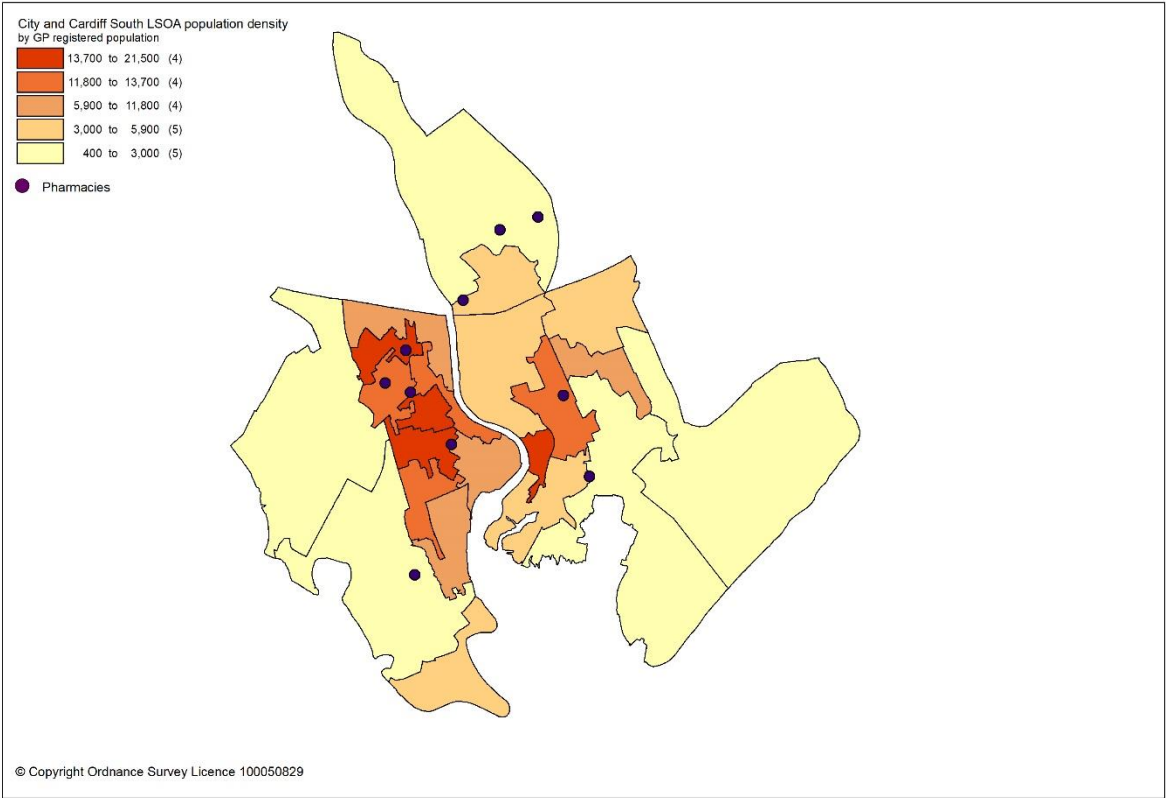 City and Cardiff South LSOA population density
by GP registered population
13,700 to 21,500 (4)
11,800 to 13,700 (4)
5,900 to 11,800 (4)
3,000 to 5,900 (5)
400 to 3,000 (5)
Pharmacies
© Copyright Ordnance Survey Licence 100050829